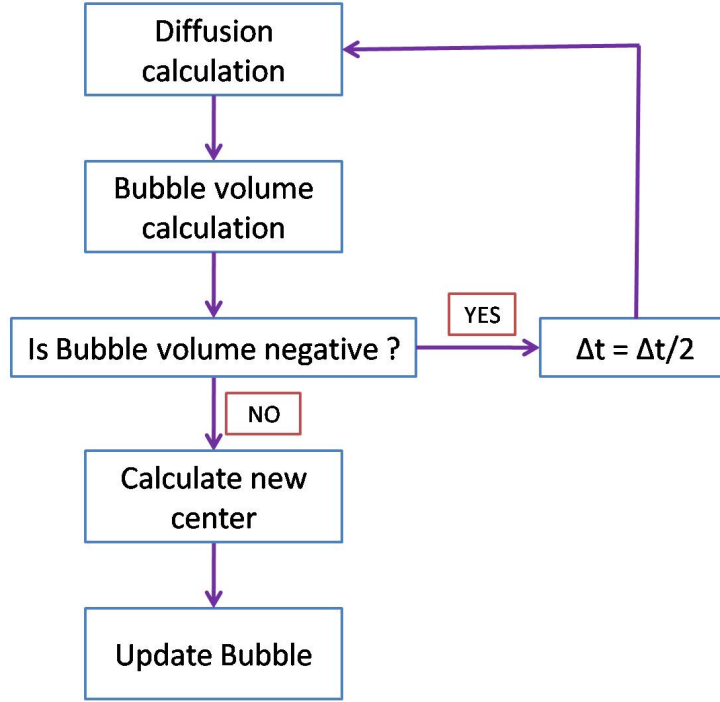 Diffusion
calculation
Bubble volume
calculation
Is Bubble volume negative ?
YES
Δt = Δt/2
NO
Calculate new
center
Update Bubble